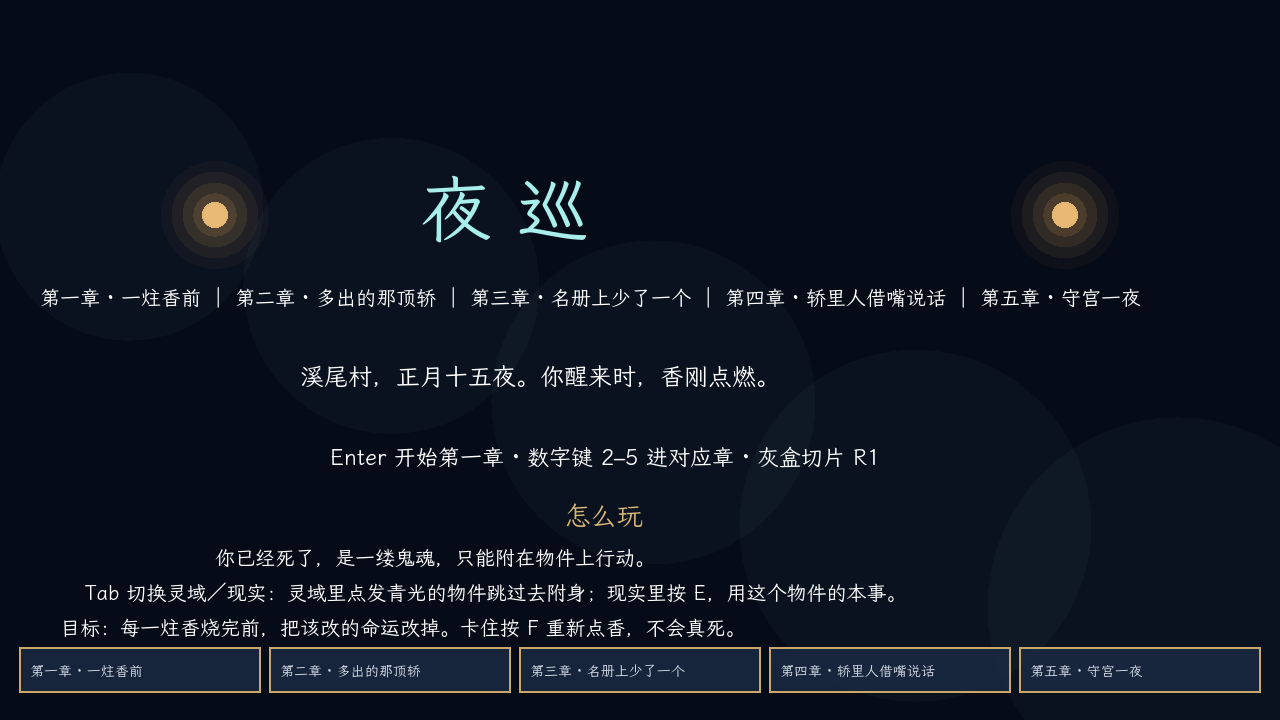 夜巡
第一章·一炷香前 ｜ 第二章·多出的那顶轿 ｜ 第三章·名册上少了一个 ｜ 第四章·轿里人借嘴说话 ｜ 第五章·守宫一夜
溪尾村，正月十五夜。你醒来时，香刚点燃。
Enter 开始第一章·数字键 2–5 进对应章·灰盒切片 R1
怎么玩
你已经死了，是一缕鬼魂，只能附在物件上行动。
Tab 切换灵域／现实：灵域里点发青光的物件跳过去附身；现实里按 E，用这个物件的本事。
目标：每一炷香烧完前，把该改的命运改掉。卡住按 F 重新点香，不会真死。
第一章·一炷香前
第二章·多出的那顶轿
第三章·名册上少了一个
第四章·轿里人借嘴说话
第五章·守宫一夜